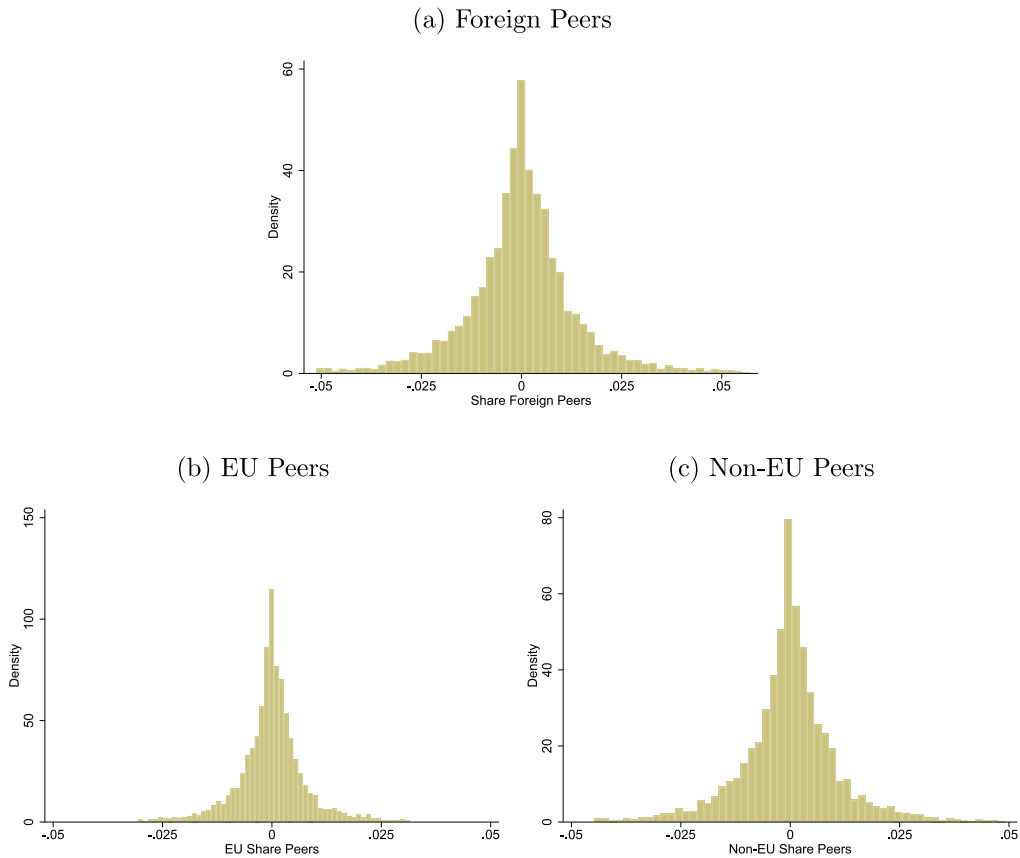 (a) Foreign Peers
60
40
20
0
Density
-.05 -.025 0 .025 .05
Share Foreign Peers
(b) EU Peers
150
100
50
0
Density
-.05 -.025 0 .025 .05
EU Share Peers
(c) Non-EU Peers
80
60
40
20
0
Density
-.05 -.025 0 .025 .05
Non-EU Share Peers